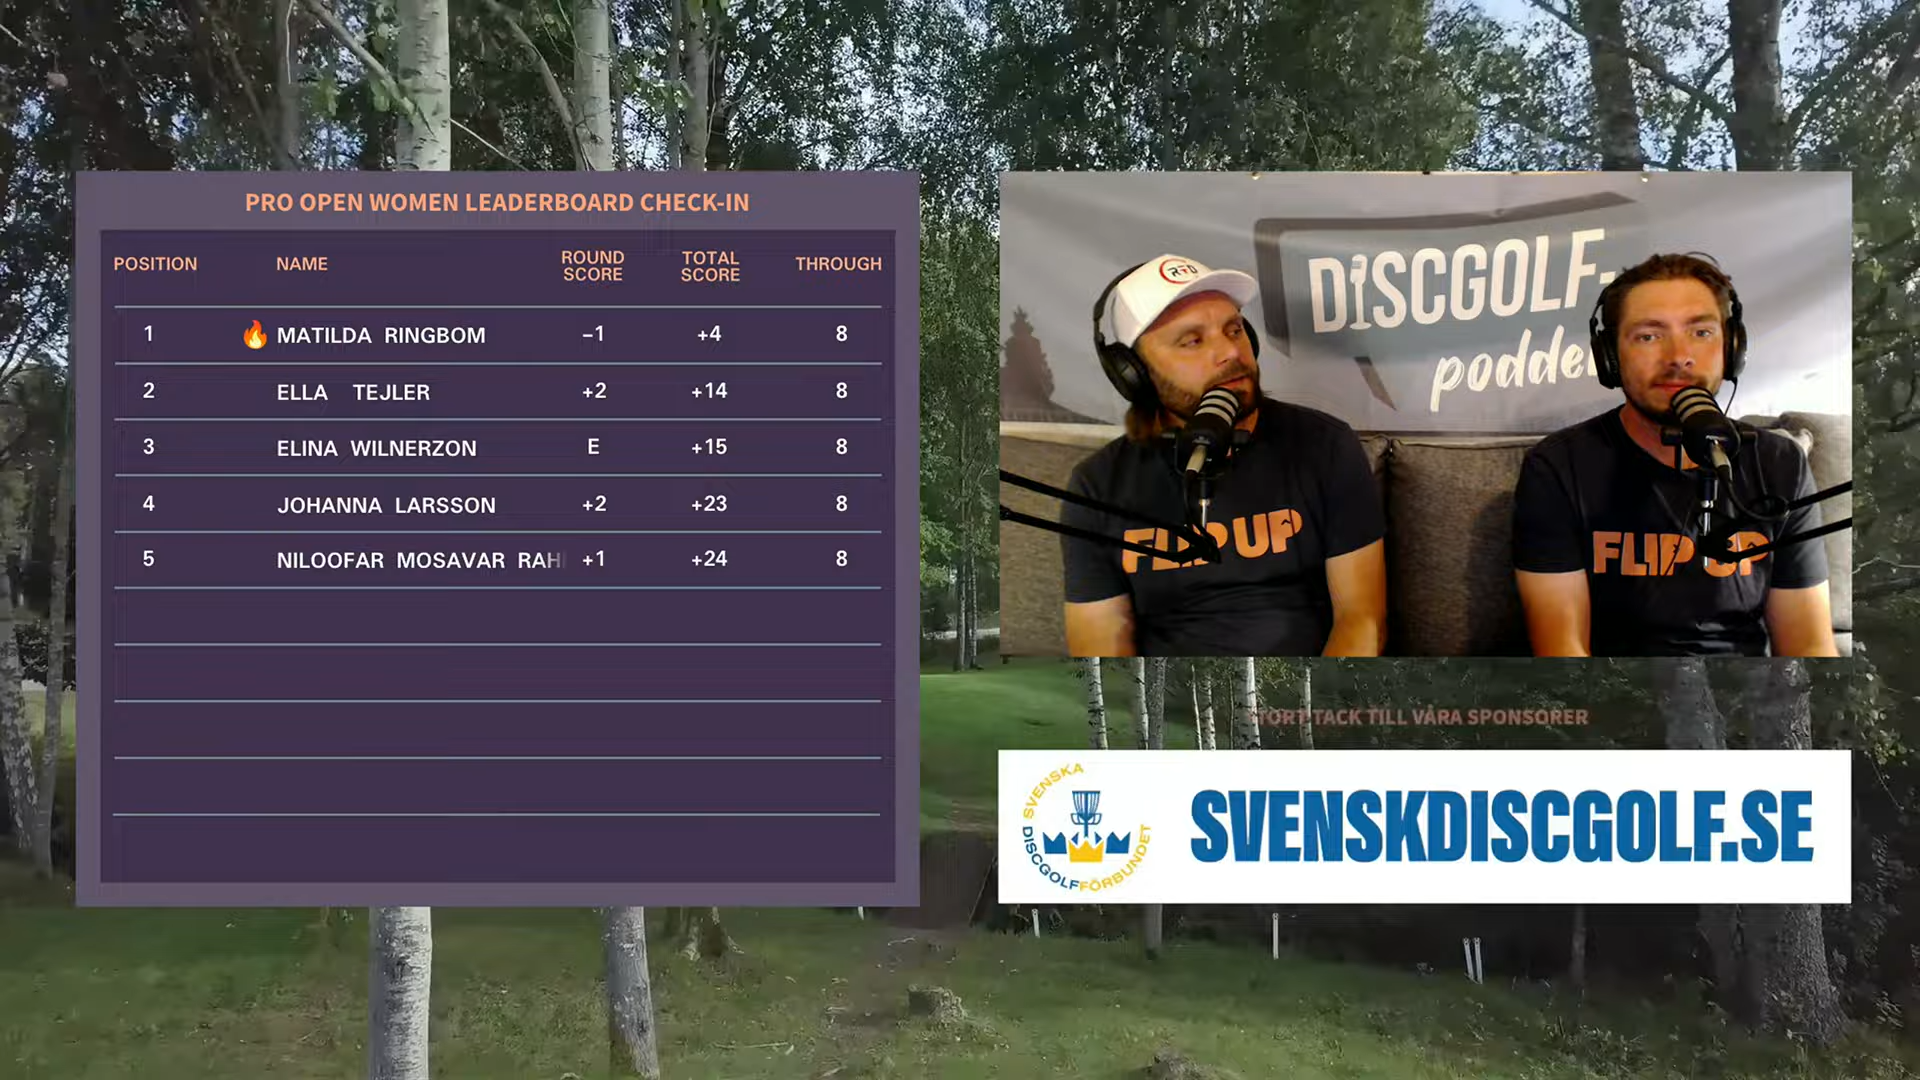 PRO OPEN WOMEN LEADERBOARD CHECK-IN
POSITION NAME ROUND SCORE TOTAL SCORE THROUGH
1 MATILDA RINGBOM −1 +4 8
2 ELLA TEJLER +2 +14 8
3 ELINA WILNERZON E +15 8
4 JOHANNA LARSSON +2 +23 8
5 NILOOFAR MOSAVAR RAH +1 +24 8
DISCGOLF-
podden
FLIP UP
FLIP UP
STORT TACK TILL VÅRA SPONSORER
SVENSKA
DISCGOLFFÖRBUNDET
SVENSKDISCGOLF.SE